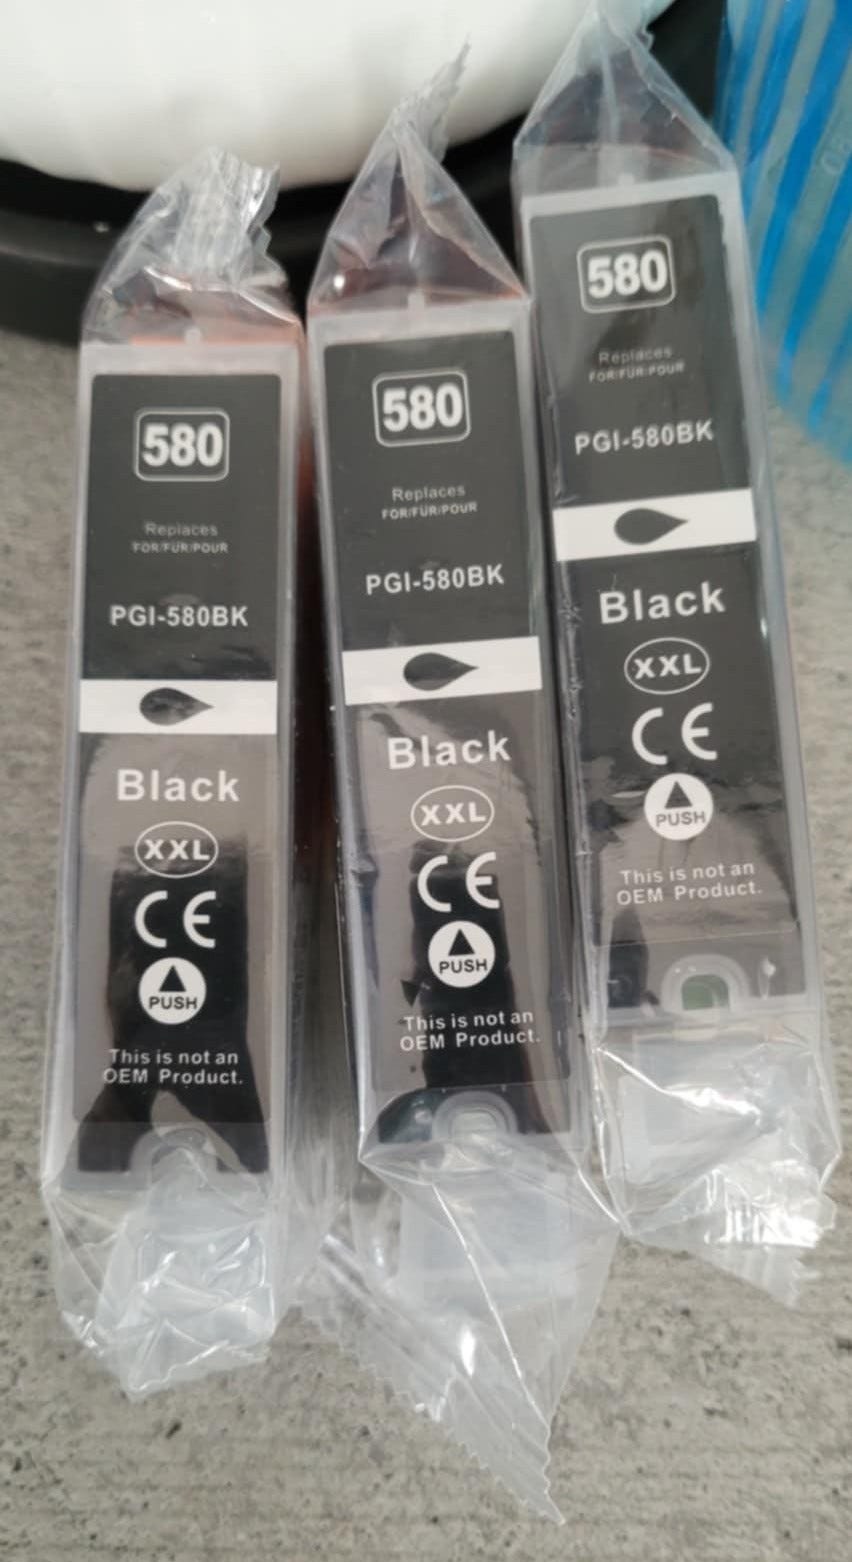 580
Replaces
FOR/FÜR/POUR
PGI-580BK
Black
XXL
CE
PUSH
This is not an
OEM Product.
580
Replaces
FOR/FÜR/POUR
PGI-580BK
Black
XXL
CE
PUSH
This is not an
OEM Product.
580
Replaces
FOR/FÜR/POUR
PGI-580BK
Black
XXL
CE
PUSH
This is not an
OEM Product.